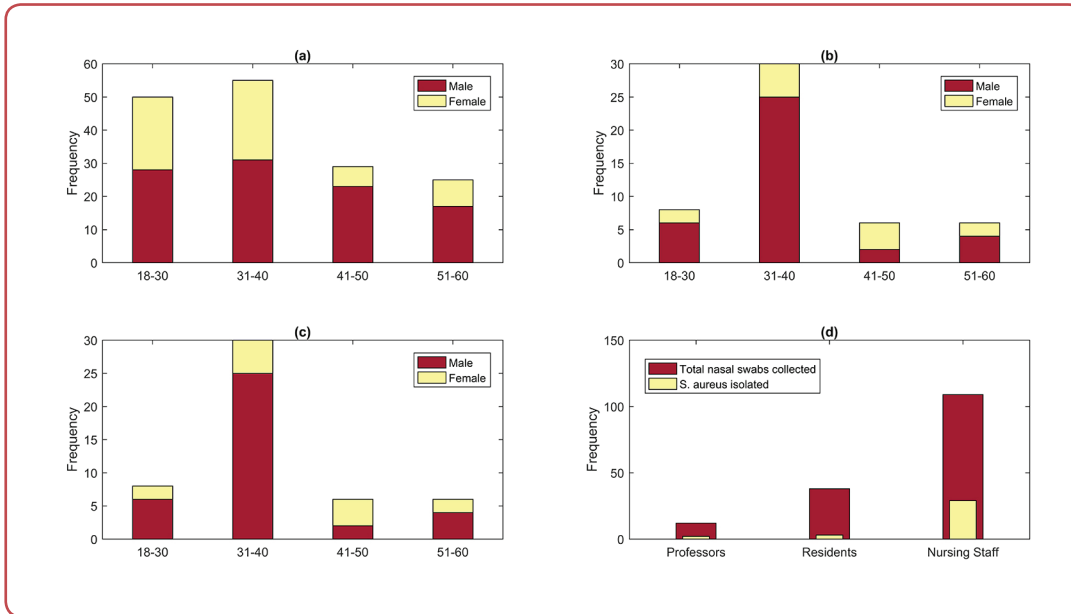 (a)
60
50
40
30
20
10
0
Frequency
Male
Female
18-30 31-40 41-50 51-60
(b)
30
25
20
15
10
5
0
Frequency
Male
Female
18-30 31-40 41-50 51-60
(c)
30
25
20
15
10
5
0
Frequency
Male
Female
18-30 31-40 41-50 51-60
(d)
150
100
50
0
Frequency
Total nasal swabs collected
S. aureus isolated
Professors Residents Nursing Staff